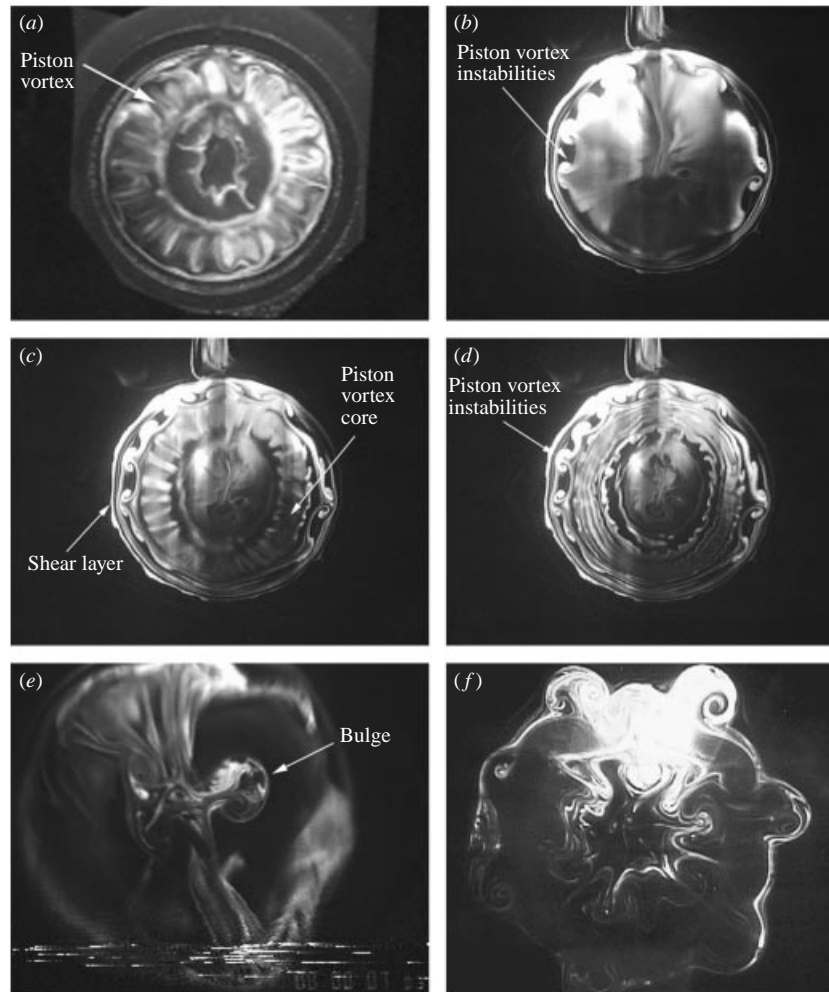 (a)
Piston
vortex
(b)
Piston vortex
instabilities
(c)
Piston
vortex
core
Shear layer
(d)
Piston vortex
instabilities
(e)
Bulge
(f)